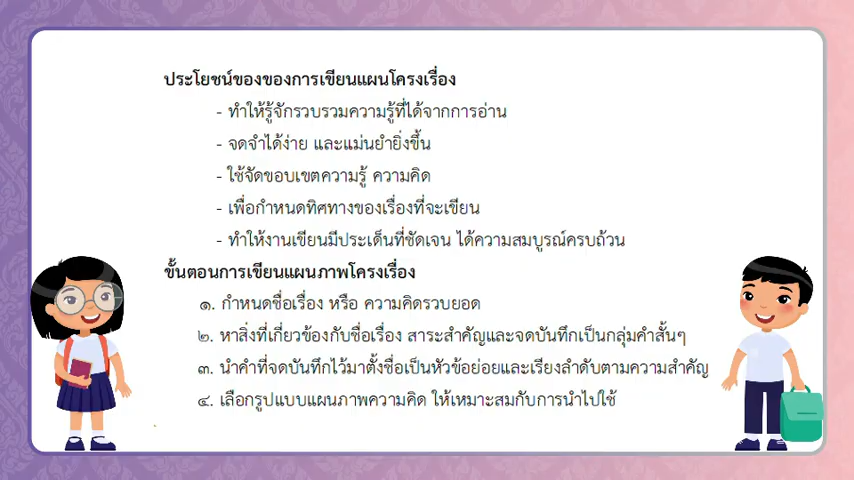 ประโยชน์ของของการเขียนแผนโครงเรื่อง
- ทำให้รู้จักรวบรวมความรู้ที่ได้จากการอ่าน
- จดจำได้ง่าย และแม่นยำยิ่งขึ้น
- ใช้จัดขอบเขตความรู้ ความคิด
- เพื่อกำหนดทิศทางของเรื่องที่จะเขียน
- ทำให้งานเขียนมีประเด็นที่ชัดเจน ได้ความสมบูรณ์ครบถ้วน
ขั้นตอนการเขียนแผนภาพโครงเรื่อง
๑. กำหนดชื่อเรื่อง หรือ ความคิดรวบยอด
๒. หาสิ่งที่เกี่ยวข้องกับชื่อเรื่อง สาระสำคัญและจดบันทึกเป็นกลุ่มคำสั้นๆ
๓. นำคำที่จดบันทึกไว้มาตั้งชื่อเป็นหัวข้อย่อยและเรียงลำดับตามความสำคัญ
๔. เลือกรูปแบบแผนภาพความคิด ให้เหมาะสมกับการนำไปใช้